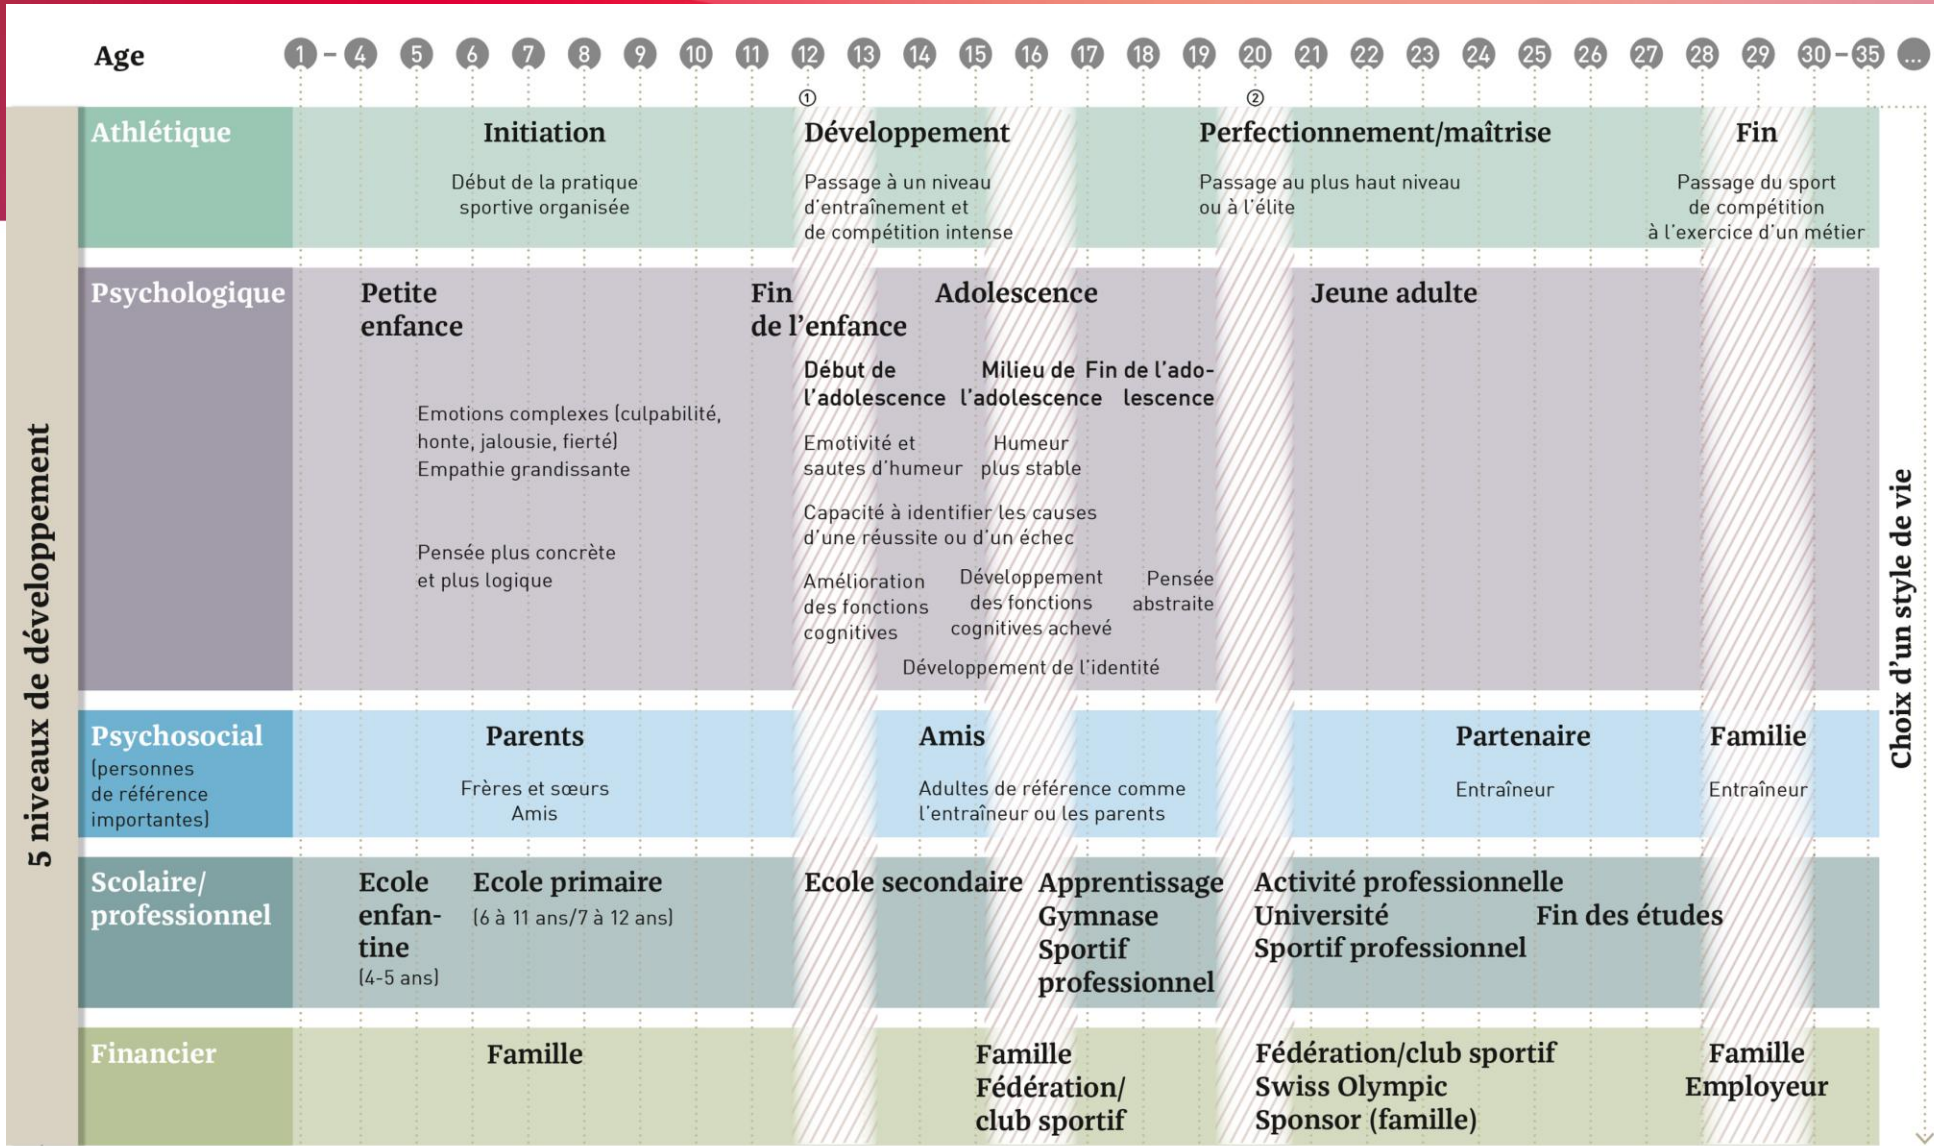 Age 1 – 4 5 6 7 8 9 10 11 12 13 14 15 16 17 18 19 20 21 22 23 24 25 26 27 28 29 30 – 35 ...
① ②
5 niveaux de développement
Athlétique
Initiation
Début de la pratique
sportive organisée
Développement
Passage à un niveau
d'entraînement et
de compétition intense
Perfectionnement/maîtrise
Passage au plus haut niveau
ou à l'élite
Fin
Passage du sport
de compétition
à l'exercice d'un métier
Psychologique
Petite
enfance
Emotions complexes (culpabilité,
honte, jalousie, fierté)
Empathie grandissante
Pensée plus concrète
et plus logique
Fin
de l'enfance
Adolescence
Début de
l'adolescence
Milieu de
l'adolescence
Fin de l'ado-
lescence
Emotivité et
sautes d'humeur
Humeur
plus stable
Capacité à identifier les causes
d'une réussite ou d'un échec
Amélioration
des fonctions
cognitives
Développement
des fonctions
cognitives achevé
Pensée
abstraite
Développement de l'identité
Jeune adulte
Psychosocial
(personnes
de référence
importantes)
Parents
Frères et sœurs
Amis
Amis
Adultes de référence comme
l'entraîneur ou les parents
Partenaire
Entraîneur
Familie
Entraîneur
Scolaire/
professionnel
Ecole
enfan-
tine
(4-5 ans)
Ecole primaire
(6 à 11 ans/7 à 12 ans)
Ecole secondaire
Apprentissage
Gymnase
Sportif
professionnel
Activité professionnelle
Université
Sportif professionnel
Fin des études
Financier
Famille
Famille
Fédération/
club sportif
Fédération/club sportif
Swiss Olympic
Sponsor (famille)
Famille
Employeur
Choix d'un style de vie